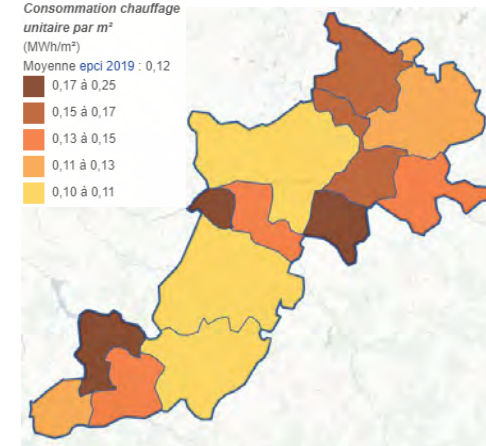 Consommation chauffage
unitaire par m²
(MWh/m²)
Moyenne epci 2019 : 0,12
0,17 à 0,25
0,15 à 0,17
0,13 à 0,15
0,11 à 0,13
0,10 à 0,11